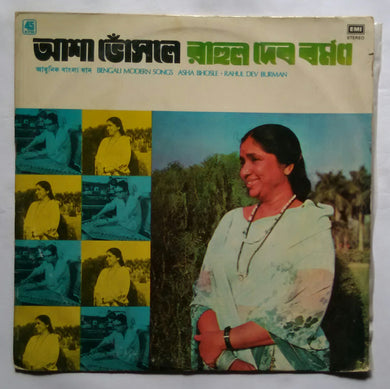 45
EMI
STEREO
আশা ভোঁসলে রাহুল দেব বর্মণ
আধুনিক বাংলা গান BENGALI MODERN SONGS ASHA BHOSLE • RAHUL DEV BURMAN